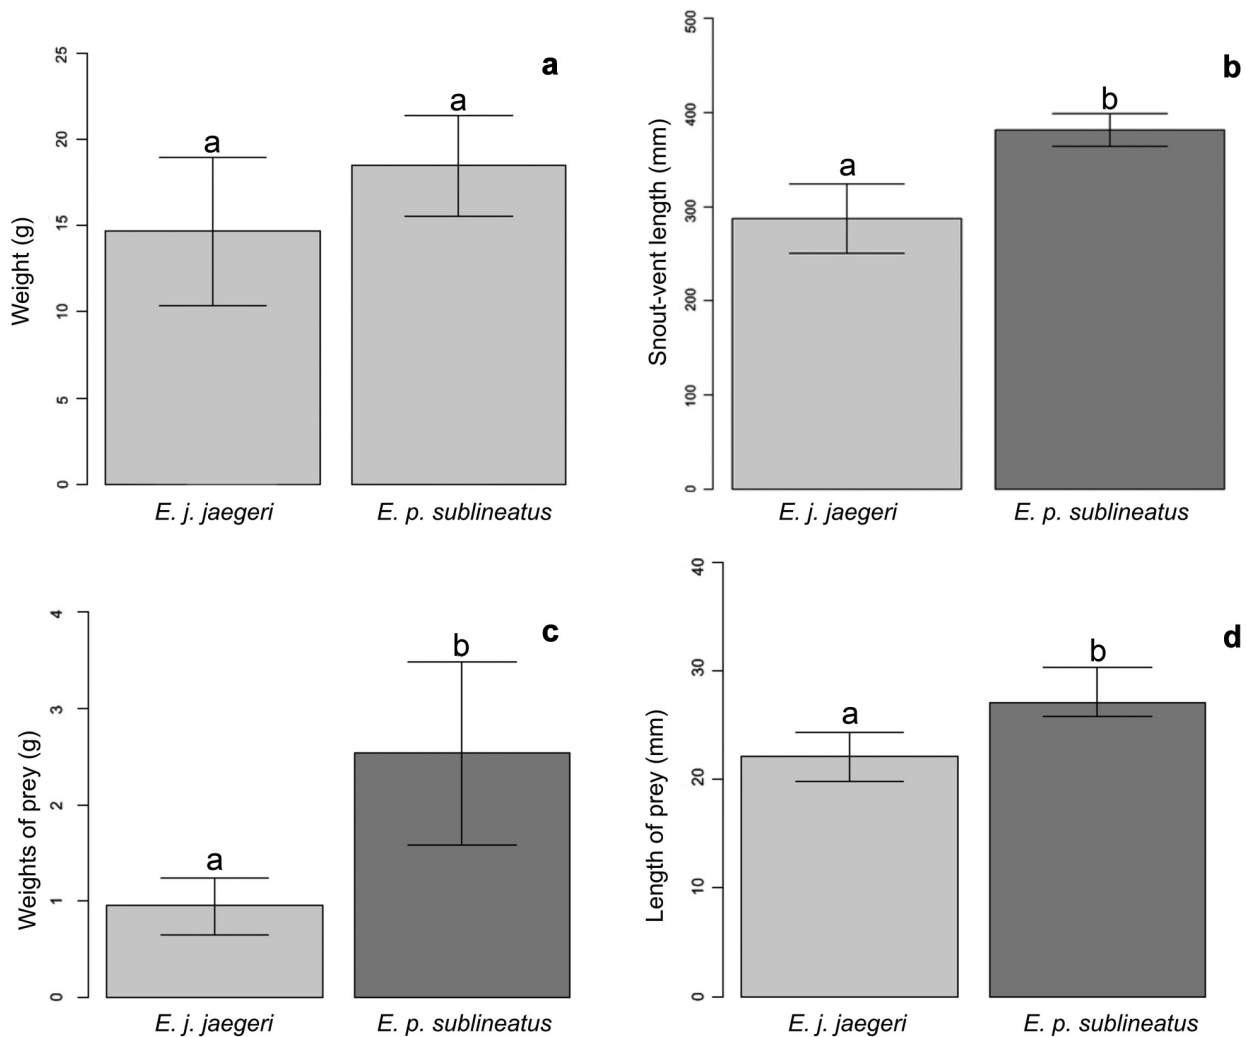 a
Weight (g)
0
5
10
15
20
25
a
a
E. j. jaegeri
E. p. sublineatus
b
Snout-vent length (mm)
0
100
200
300
400
500
a
b
E. j. jaegeri
E. p. sublineatus
c
Weights of prey (g)
0
1
2
3
4
a
b
E. j. jaegeri
E. p. sublineatus
d
Length of prey (mm)
0
10
20
30
40
a
b
E. j. jaegeri
E. p. sublineatus